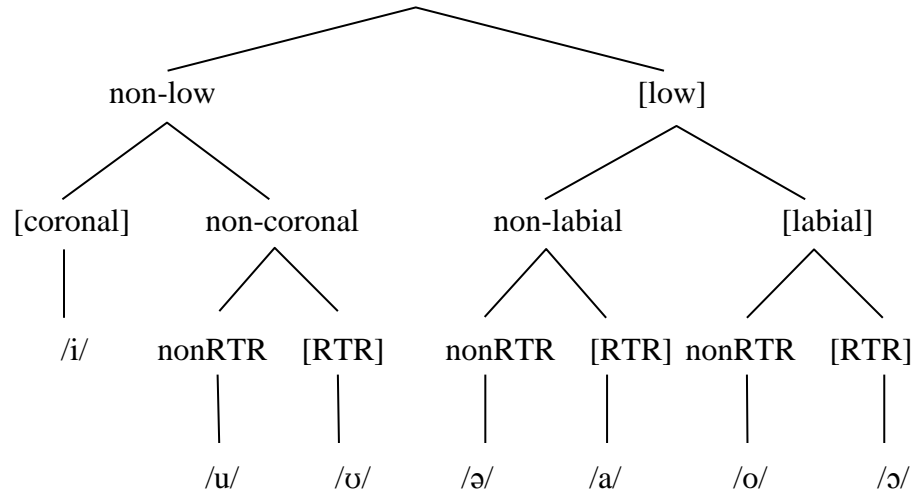 non-low [low]
[coronal] non-coronal non-labial [labial]
/i/ nonRTR [RTR] nonRTR [RTR] nonRTR [RTR]
/u/ /ʊ/ /ə/ /a/ /o/ /ɔ/